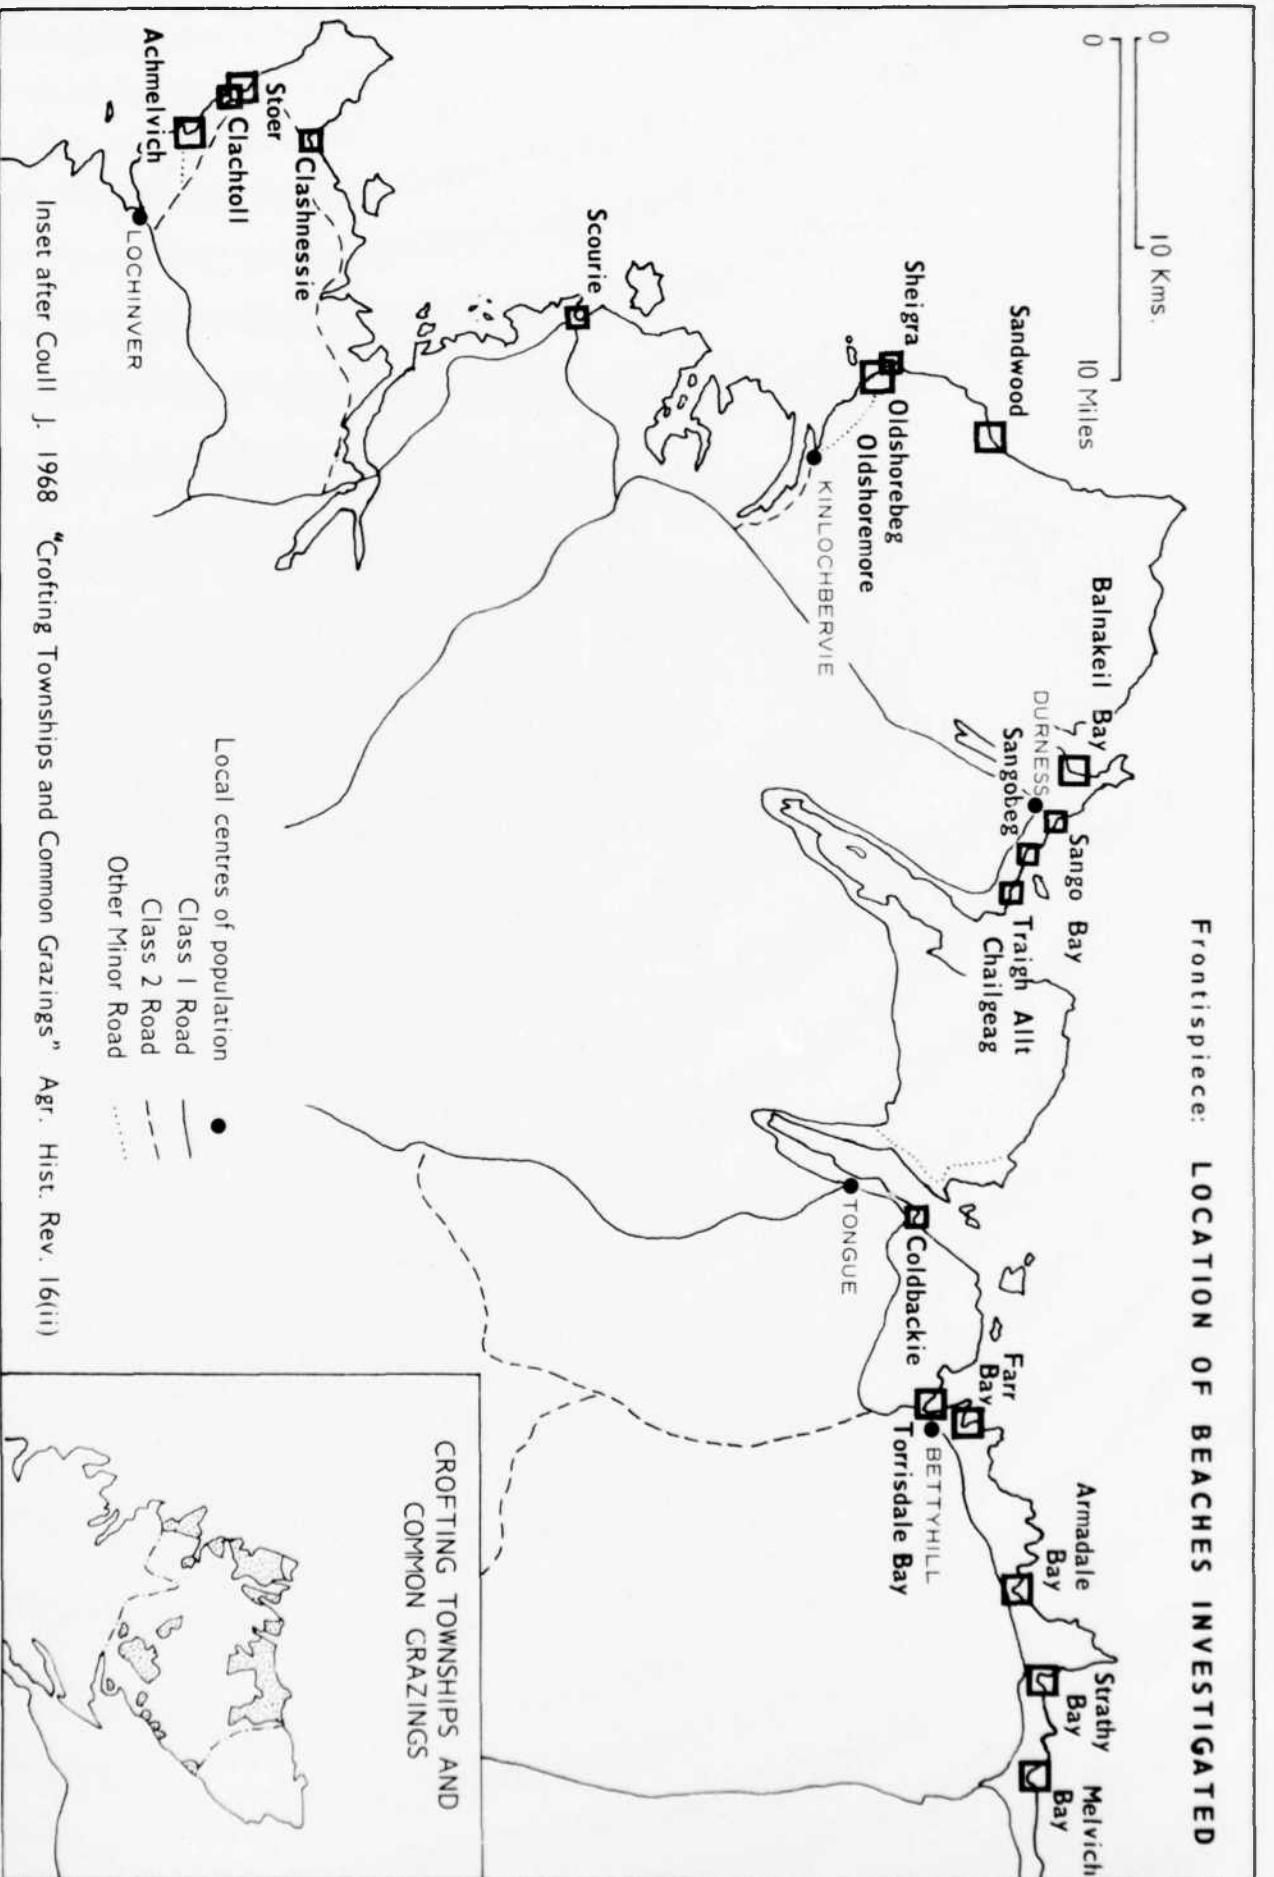 Frontispiece: LOCATION OF BEACHES INVESTIGATED
0 10 Kms.
0 10 Miles
Sandwood
Sheigra
Oldshorebeg
Oldshoremore
KINLOCHBERVIE
Balnakeil Bay
DURNESS
Sangobeg
Sango Bay
Traigh Allt
Chailgeag
Coldbackie
TONGUE
Farr
Bay
Torrisdale Bay
BETTYHILL
Armadale
Bay
Strathy
Bay
Melvich
Bay
Scourie
Clashnessie
Stoer
Clachtoll
Achmelvich
LOCHINVER
Local centres of population
Class 1 Road
Class 2 Road
Other Minor Road
CROFTING TOWNSHIPS AND
COMMON GRAZINGS
Inset after Coull J. 1968 "Crofting Townships and Common Grazings" Agr. Hist. Rev. 16(ii)